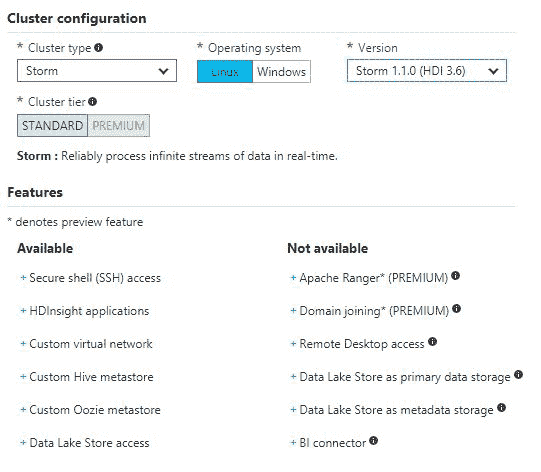 Cluster configuration
* Cluster type * Operating system * Version
Storm Linux Windows Storm 1.1.0 (HDI 3.6)
* Cluster tier
STANDARD PREMIUM
Storm : Reliably process infinite streams of data in real-time.
Features
* denotes preview feature
Available Not available
+ Secure shell (SSH) access + Apache Ranger* (PREMIUM)
+ HDInsight applications + Domain joining* (PREMIUM)
+ Custom virtual network + Remote Desktop access
+ Custom Hive metastore + Data Lake Store as primary data storage
+ Custom Oozie metastore + Data Lake Store as metadata storage
+ Data Lake Store access + BI connector